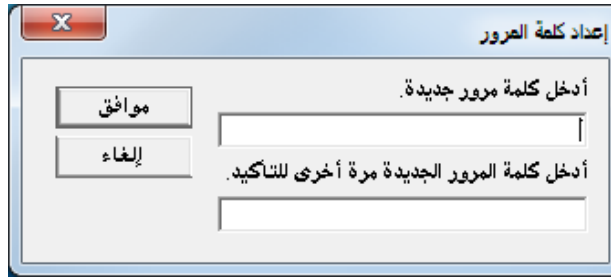 إعداد كلمة المرور
أدخل كلمة مرور جديدة.
موافق
إلغاء
أدخل كلمة المرور الجديدة مرة أخرى للتأكيد.